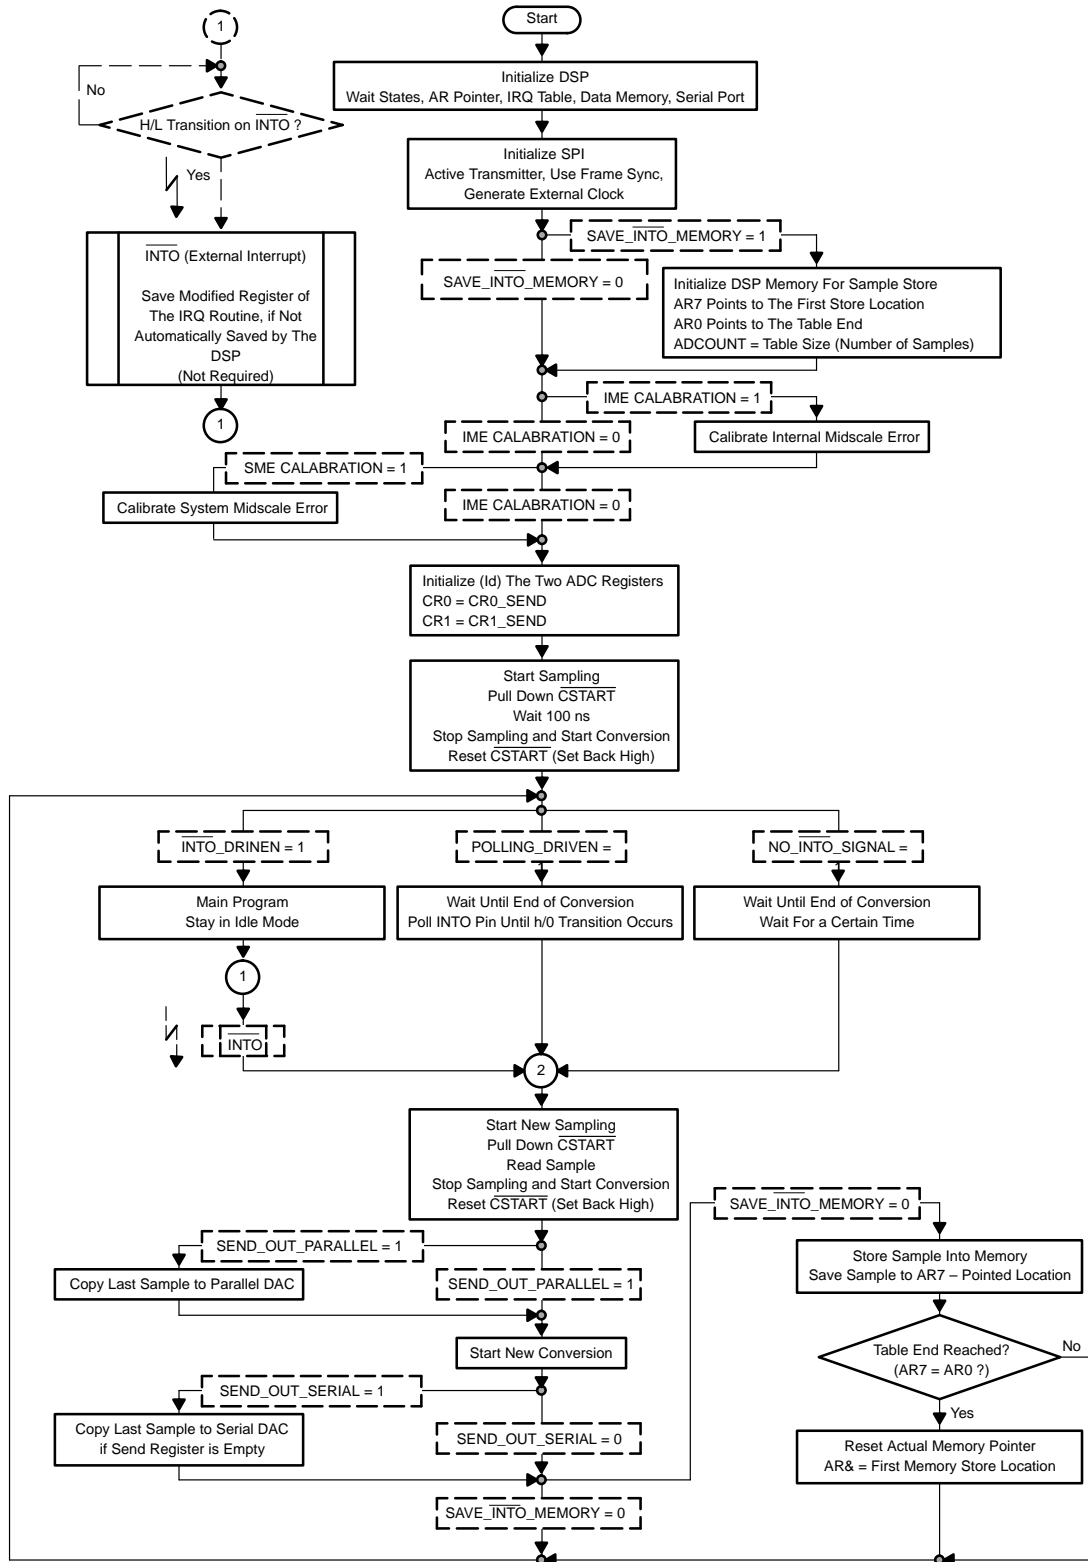 1
No
H/L Transition on INTO ?
Yes
INTO (External Interrupt)
Save Modified Register of
The IRQ Routine, if Not
Automatically Saved by The
DSP
(Not Required)
1
Start
Initialize DSP
Wait States, AR Pointer, IRQ Table, Data Memory, Serial Port
Initialize SPI
Active Transmitter, Use Frame Sync,
Generate External Clock
SAVE_INTO_MEMORY = 1
SAVE_INTO_MEMORY = 0
Initialize DSP Memory For Sample Store
AR7 Points to The First Store Location
AR0 Points to The Table End
ADCOUNT = Table Size (Number of Samples)
IME CALABRATION = 1
IME CALABRATION = 0
Calibrate Internal Midscale Error
SME CALABRATION = 1
IME CALABRATION = 0
Calibrate System Midscale Error
Initialize (Id) The Two ADC Registers
CR0 = CR0_SEND
CR1 = CR1_SEND
Start Sampling
Pull Down CSTART
Wait 100 ns
Stop Sampling and Start Conversion
Reset CSTART (Set Back High)
INTO_DRINEN = 1
POLLING_DRIVEN =
NO_INTO_SIGNAL =
Main Program
Stay in Idle Mode
Wait Until End of Conversion
Poll INTO Pin Until h/0 Transition Occurs
Wait Until End of Conversion
Wait For a Certain Time
1
INTO
2
Start New Sampling
Pull Down CSTART
Read Sample
Stop Sampling and Start Conversion
Reset CSTART (Set Back High)
SEND_OUT_PARALLEL = 1
SEND_OUT_PARALLEL = 1
Copy Last Sample to Parallel DAC
Start New Conversion
SEND_OUT_SERIAL = 1
Copy Last Sample to Serial DAC
if Send Register is Empty
SEND_OUT_SERIAL = 0
SAVE_INTO_MEMORY = 0
SAVE_INTO_MEMORY = 0
Store Sample Into Memory
Save Sample to AR7 – Pointed Location
Table End Reached?
(AR7 = AR0 ?)
No
Yes
Reset Actual Memory Pointer
AR& = First Memory Store Location